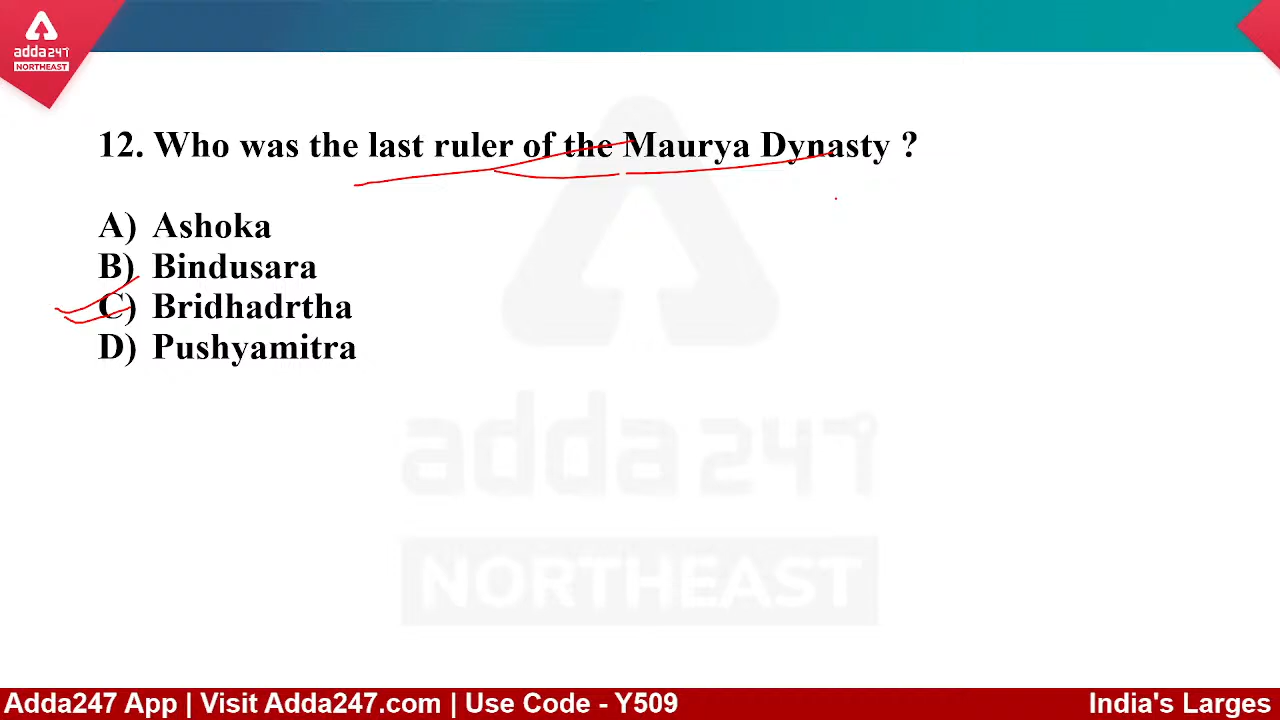 adda247
NORTHEAST
12. Who was the last ruler of the Maurya Dynasty ?
A) Ashoka
B) Bindusara
C) Bridhadrtha
D) Pushyamitra
adda247
NORTHEAST
Adda247 App | Visit Adda247.com | Use Code - Y509
India's Larges